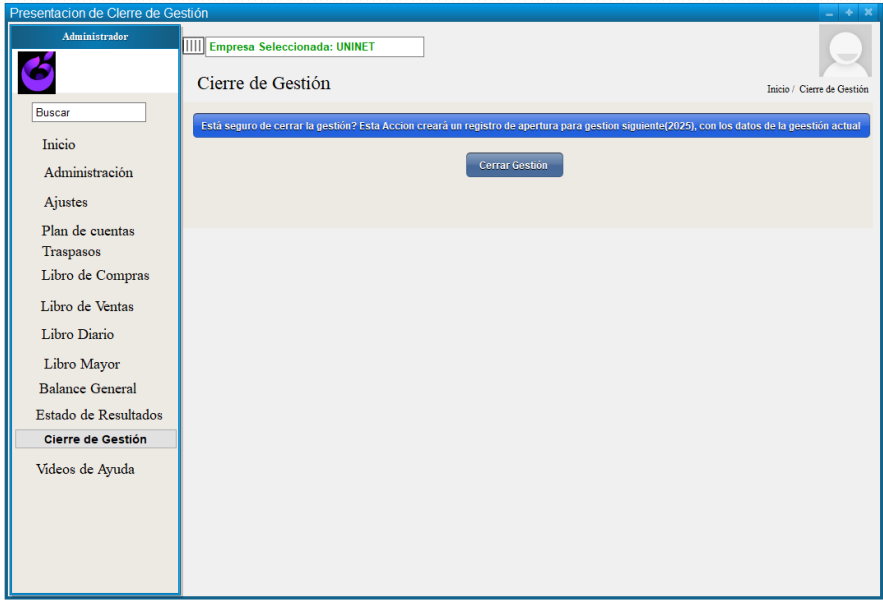 Presentacion de CIerre de Gestión
Administrador
Empresa Seleccionada: UNINET
Cierre de Gestión
Inicio / Cierre de Gestión
Buscar
Está seguro de cerrar la gestión? Esta Accion creará un registro de apertura para gestion siguiente(2025), con los datos de la geestión actual
Cerrar Gestión
Inicio
Administración
Ajustes
Plan de cuentas
Traspasos
Libro de Compras
Libro de Ventas
Libro Diario
Libro Mayor
Balance General
Estado de Resultados
Cierre de Gestión
Videos de Ayuda